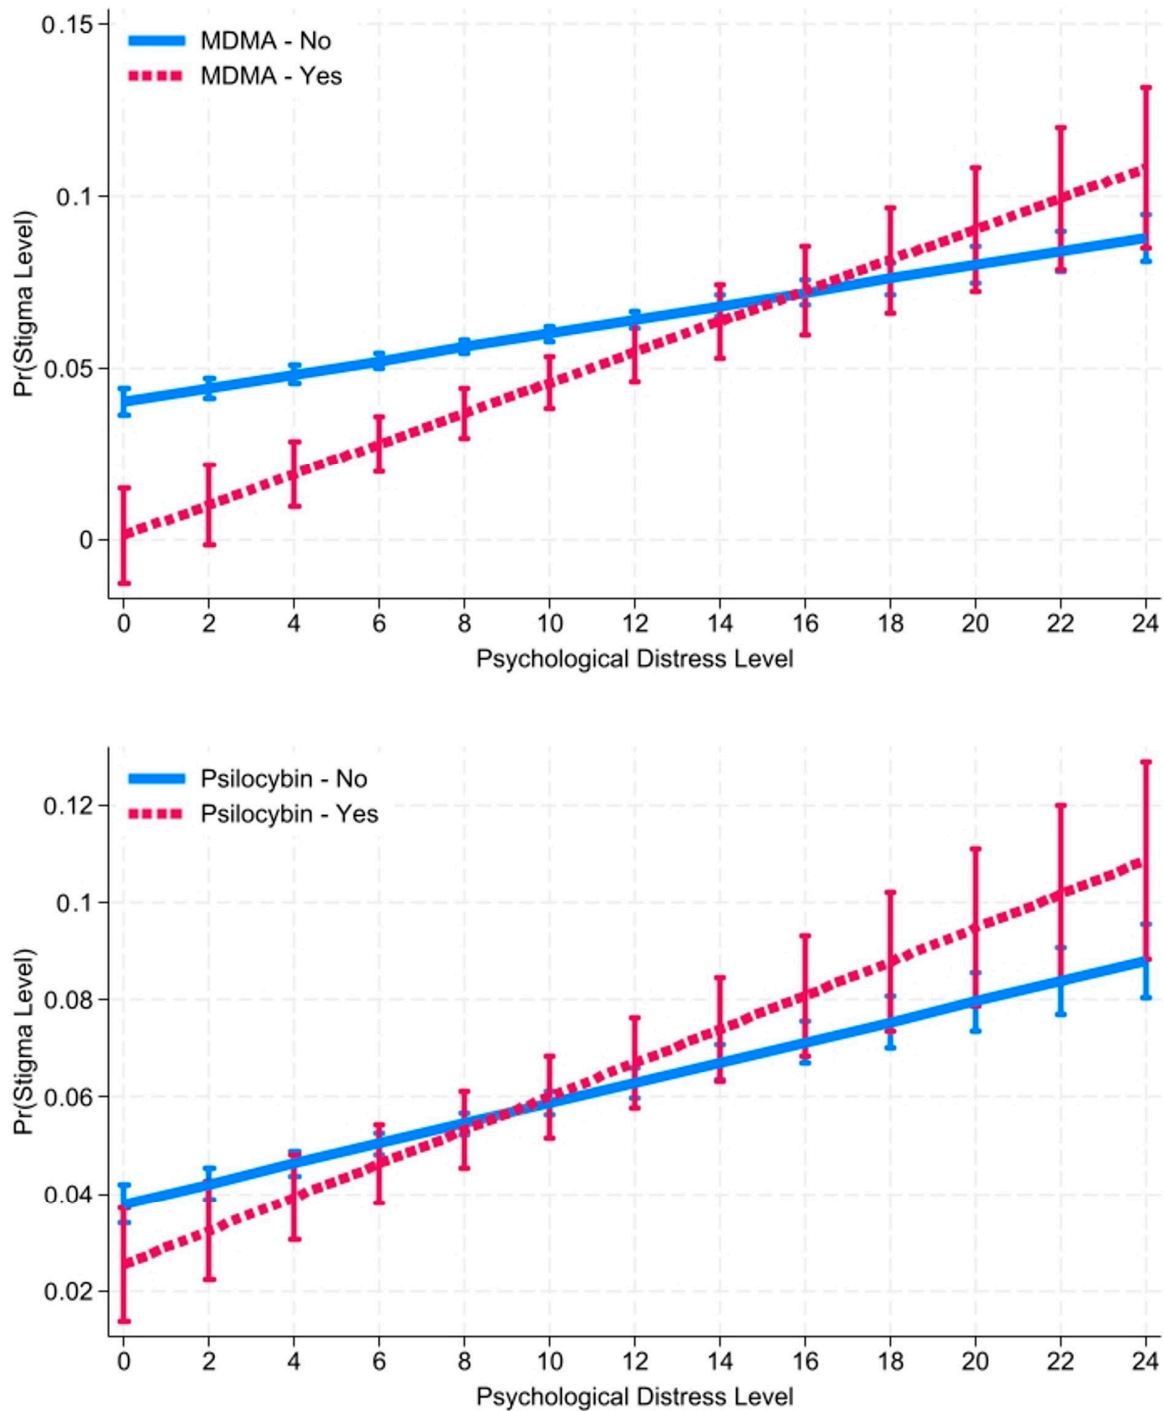 0.15
MDMA - No
MDMA - Yes
0.1
Pr(Stigma Level)
0.05
0
0 2 4 6 8 10 12 14 16 18 20 22 24
Psychological Distress Level
Psilocybin - No
Psilocybin - Yes
0.12
0.1
Pr(Stigma Level)
0.08
0.06
0.04
0.02
0 2 4 6 8 10 12 14 16 18 20 22 24
Psychological Distress Level